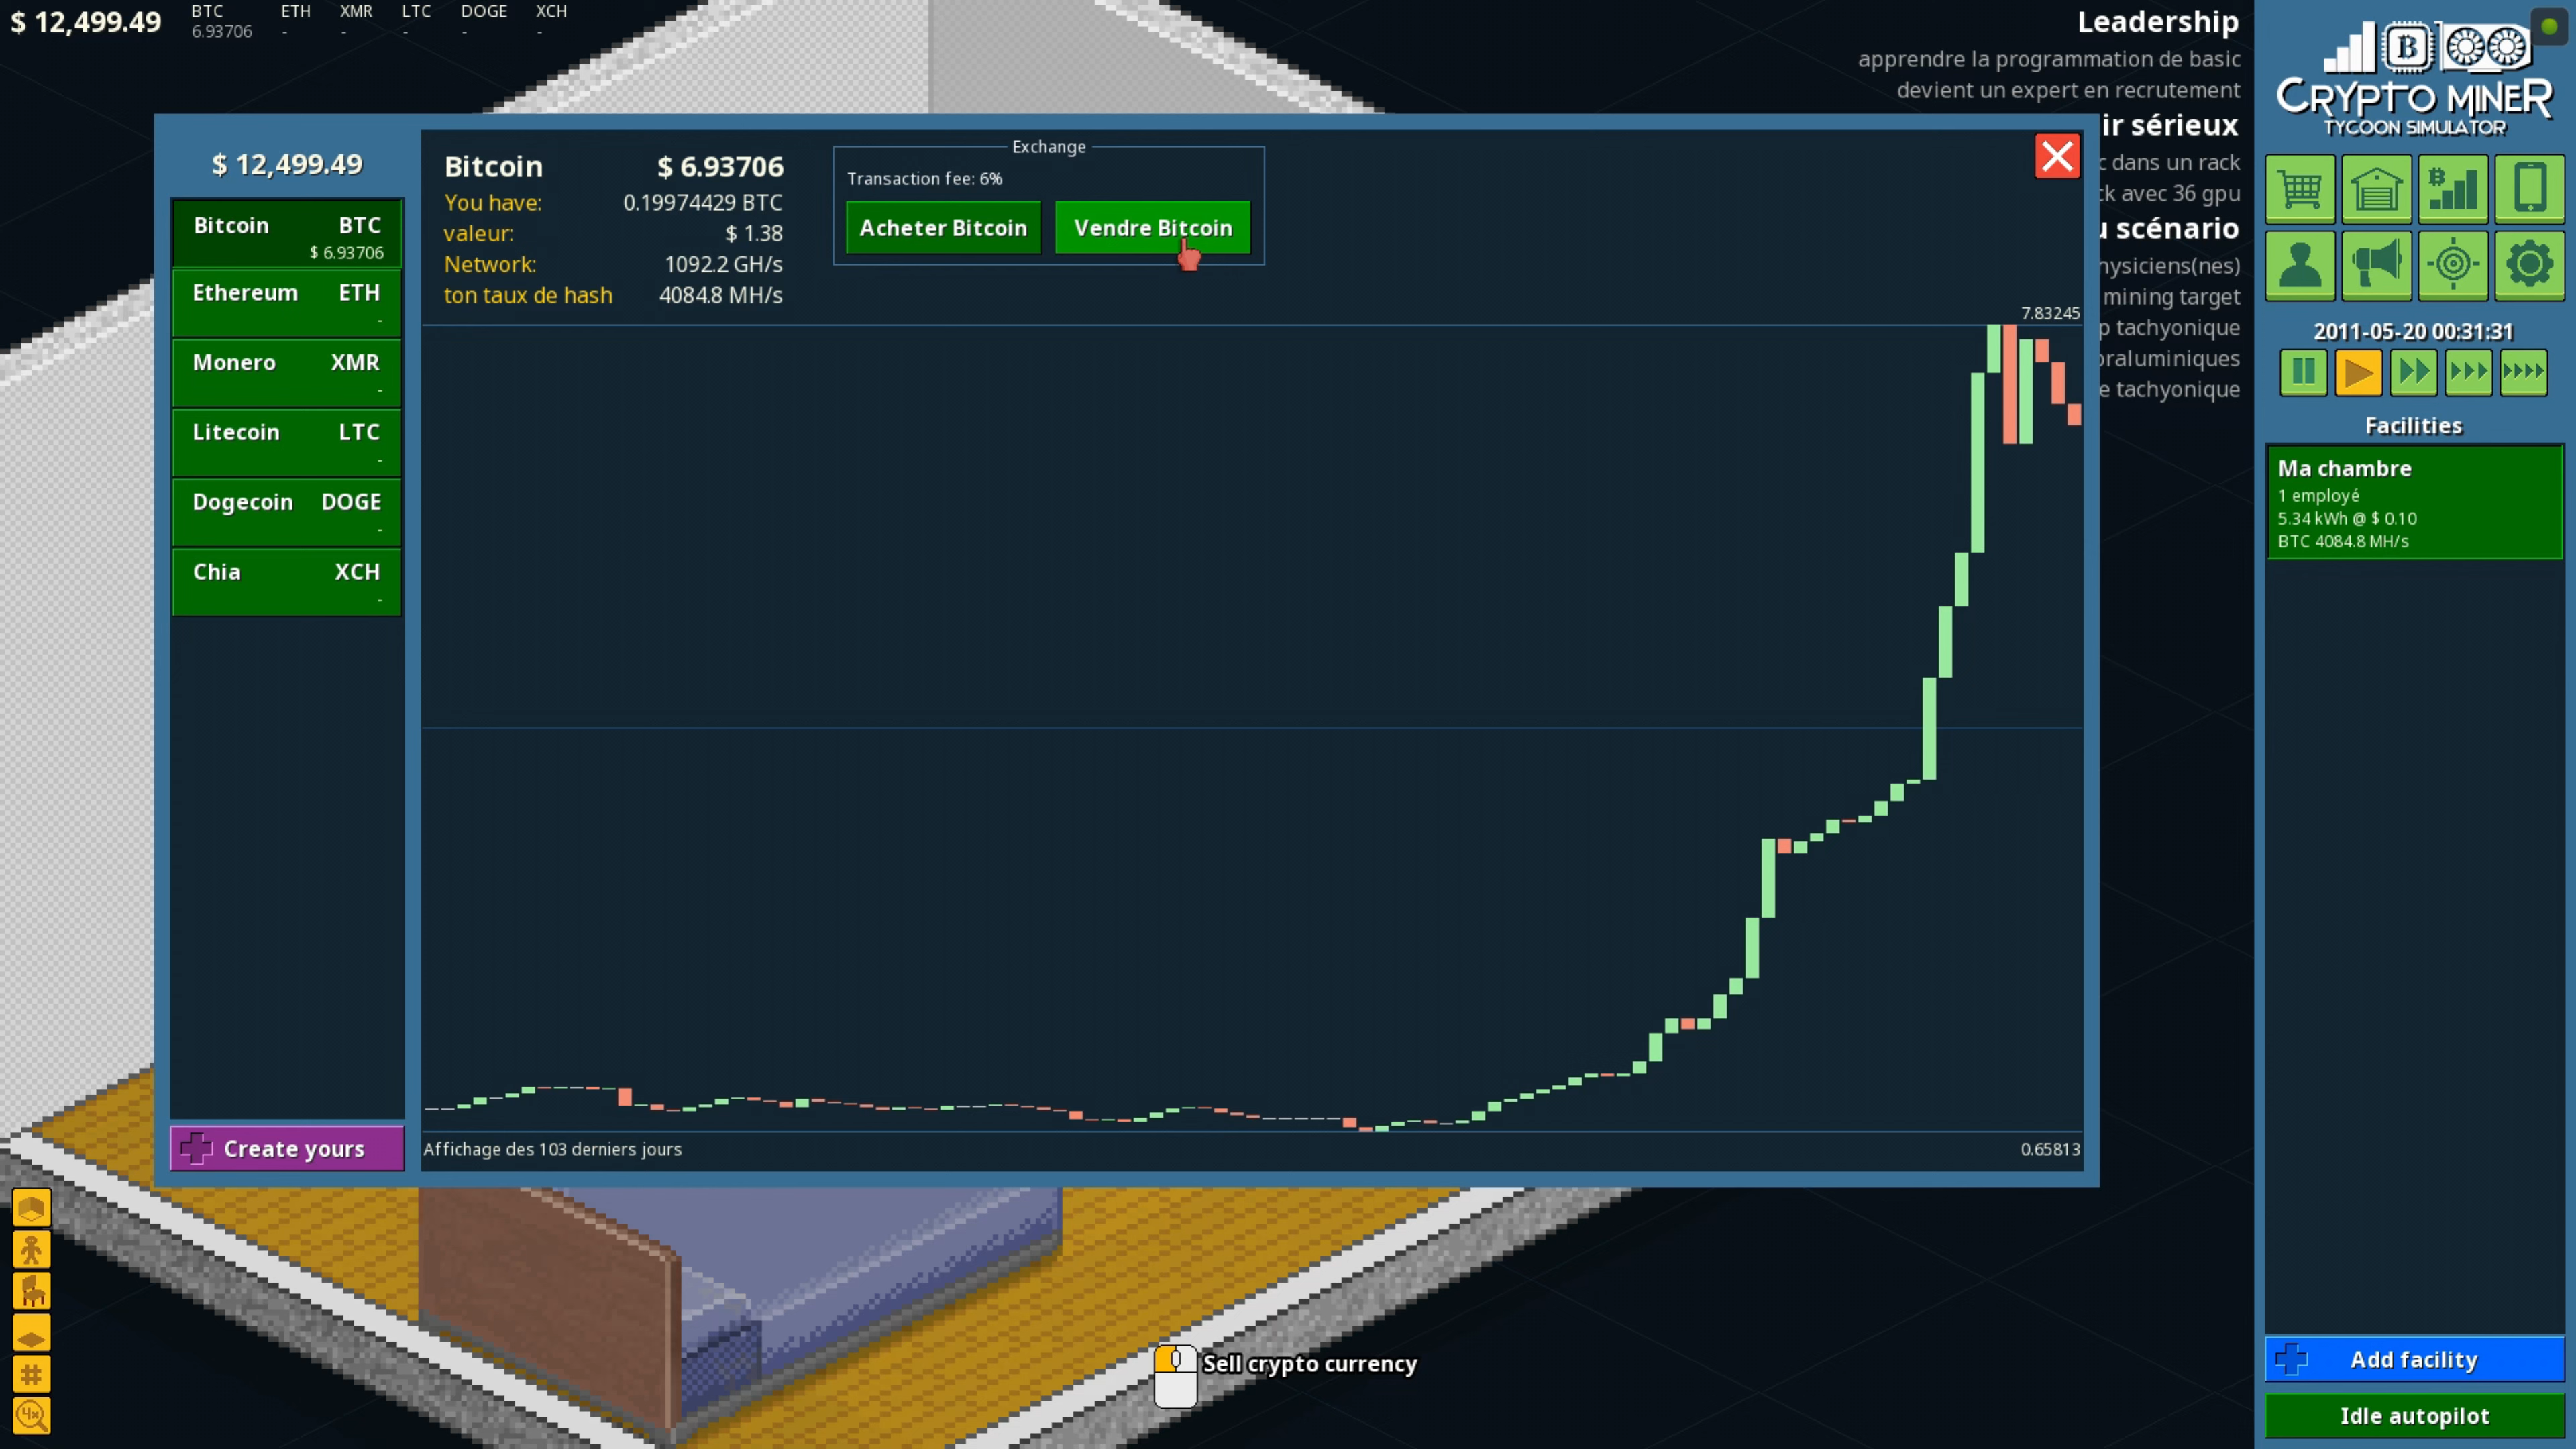 $ 12,499.49
BTC ETH XMR LTC DOGE XCH
6.93706 - - - - -
Leadership
apprendre la programmation de basic
devient un expert en recrutement
ir sérieux
dans un rack
avec 36 gpu
scénario
mining target
tachyonique
tachyonique
CRYPTO MINER
TYCOON SIMULATOR
2011-05-20 00:31:31
Facilities
Ma chambre
1 employé
5.34 kWh @ $ 0.10
BTC 4084.8 MH/s
Add facility
Idle autopilot
$ 12,499.49
Bitcoin BTC
$ 6.93706
Ethereum ETH
-
Monero XMR
-
Litecoin LTC
-
Dogecoin DOGE
-
Chia XCH
-
Create yours
Bitcoin $ 6.93706
You have: 0.19974429 BTC
valeur: $ 1.38
Network: 1092.2 GH/s
ton taux de hash 4084.8 MH/s
Exchange
Transaction fee: 6%
Acheter Bitcoin Vendre Bitcoin
7.83245
Affichage des 103 derniers jours 0.65813
Sell crypto currency
4x